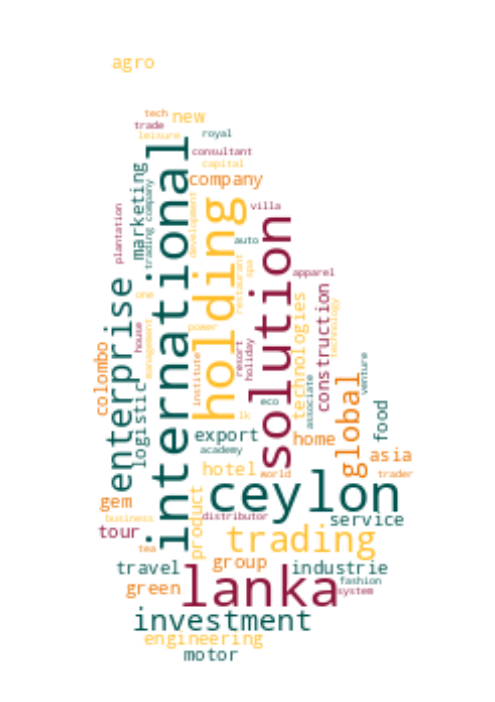 agro
tech
new
trade
leisure
royal
consultant
capital
company
international
marketing
trading company
plantation
development
holding
villa
solution
auto
restaurant
spa
apparel
one
enterprise
house
management
power
technologies
construction
technology
colombo
logistic
institute
resort
holiday
associate
venture
eco
lk
global
food
export
academy
home
asia
hotel
world
trader
gem
ceylon
business
product
distributor
service
tour
tea
trading
travel
group
industrie
green
lanka
fashion
system
investment
engineering
motor